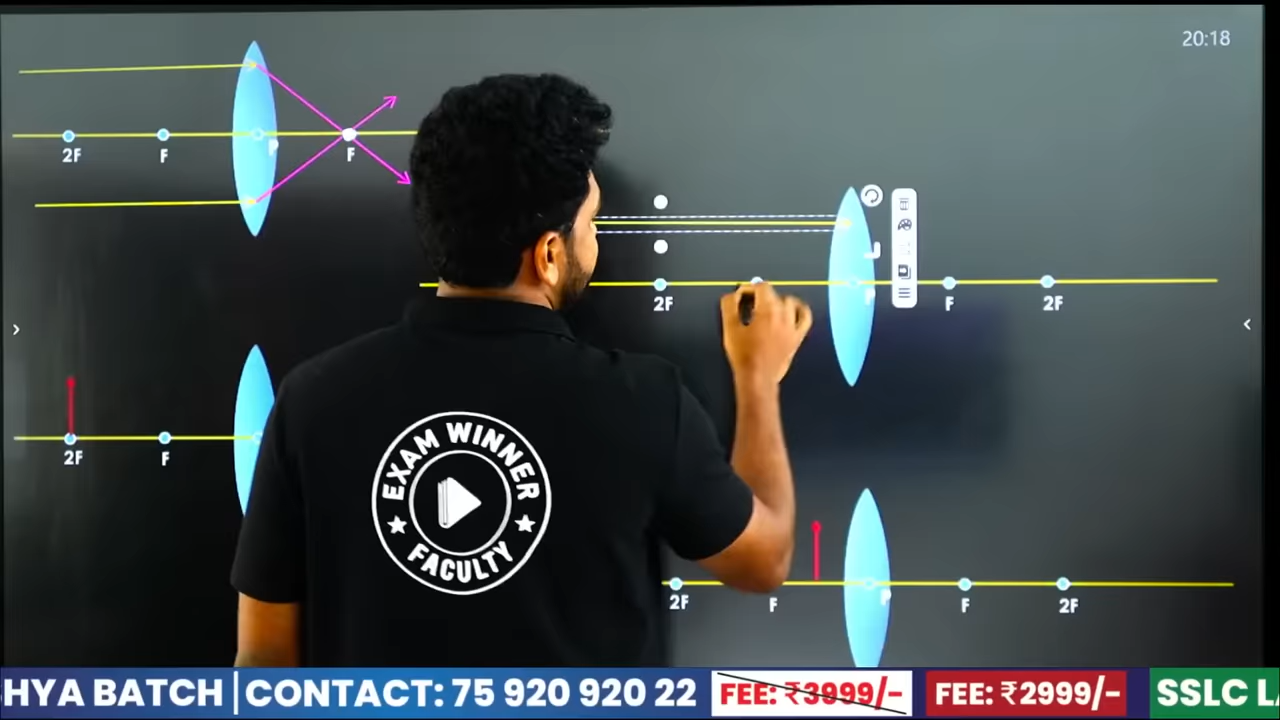 20:18
2F F P F
2F F P F 2F
2F F
2F F P F 2F
EXAM WINNER
FACULTY
HYA BATCH | CONTACT: 75 920 920 22 FEE: ₹3999/- FEE: ₹2999/- SSLC